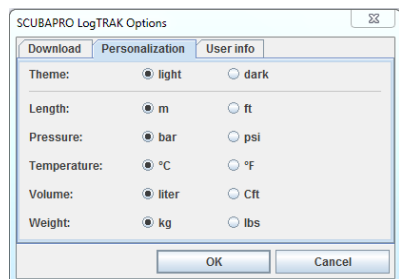 SCUBAPRO LogTRAK Options
Download Personalization User info
Theme: light dark
Length: m ft
Pressure: bar psi
Temperature: °C °F
Volume: liter Cft
Weight: kg lbs
OK Cancel